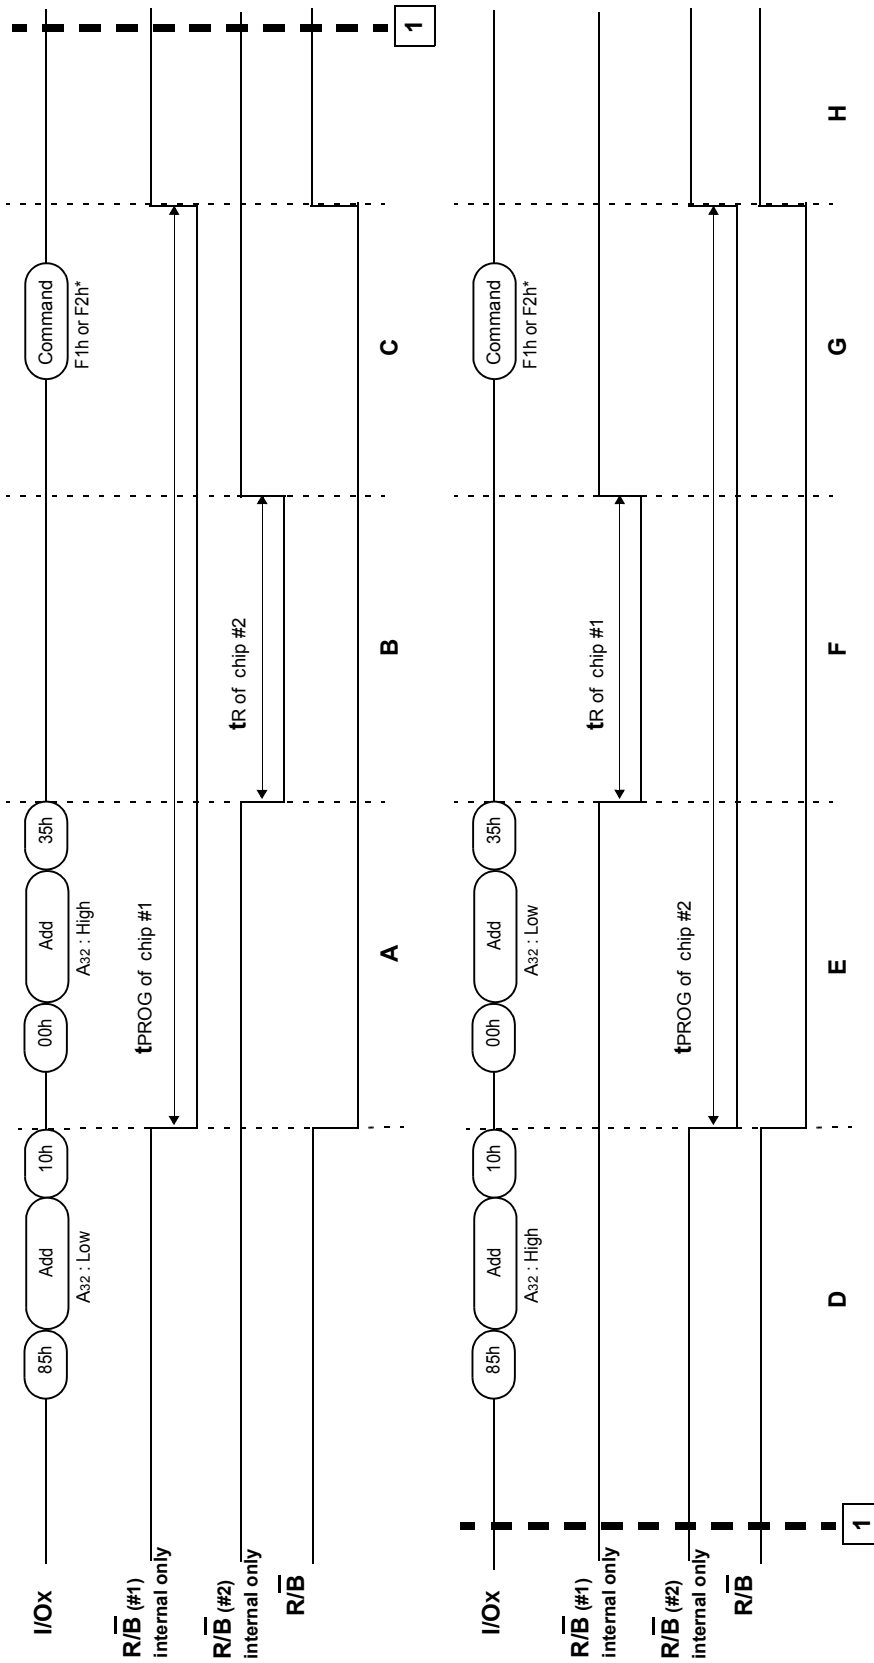 I/Ox
85h
Add
10h
00h
Add
35h
Command
A32 : Low
A32 : High
F1h or F2h*
R/B (#1)
internal only
tPROG of chip #1
R/B (#2)
internal only
tR of chip #2
R/B
A
B
C
1
I/Ox
85h
Add
10h
00h
Add
35h
Command
A32 : High
A32 : Low
F1h or F2h*
R/B (#1)
internal only
tR of chip #1
R/B (#2)
internal only
tPROG of chip #2
R/B
D
E
F
G
H
1